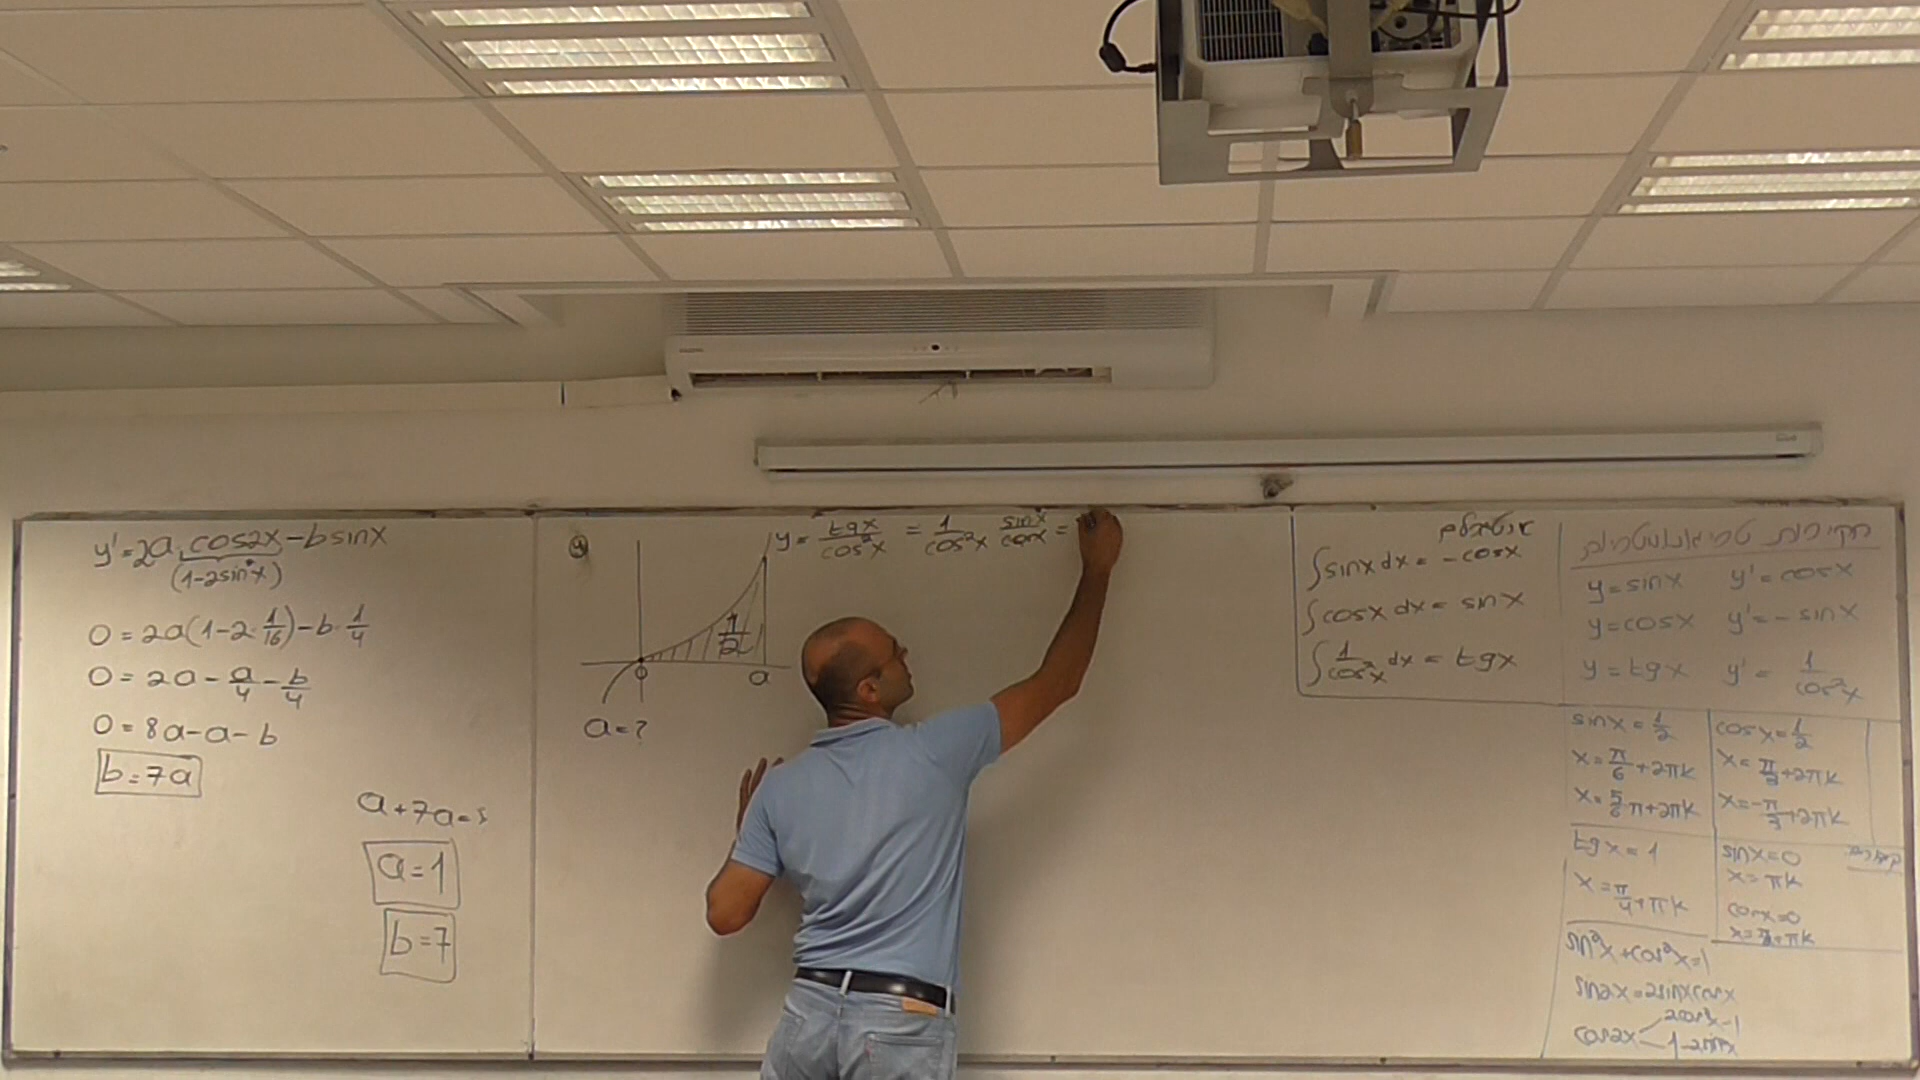 y' = 2a cos2x - b sinx
(1-2sin²x)
0 = 2a(1-2·1/16) - b·1/4
0 = 2a - a/4 - b/4
0 = 8a - a - b
b = 7a
a + 7a = 8
a = 1
b = 7
y = tgx/cos²x = 1/cos²x sinx/cosx =
1/2
0
a
a = ?
∫sinx dx = -cosx
∫cosx dx = sinx
∫1/cos²x dx = tgx
y = sinx y' = cosx
y = cosx y' = -sinx
y = tgx y' = 1/cos²x
sinx = 1/2
x = π/6 + 2πk
x = 5/6 π + 2πk
cosx = 1/2
x = π/3 + 2πk
x = -π/3 + 2πk
tgx = 1
x = π/4 + πk
sinx = 0
x = πk
cosx = 0
x = π/2 + πk
sin²x + cos²x = 1
sin2x = 2sinxcosx
cos2x
2cos²x - 1
1 - 2sin²x